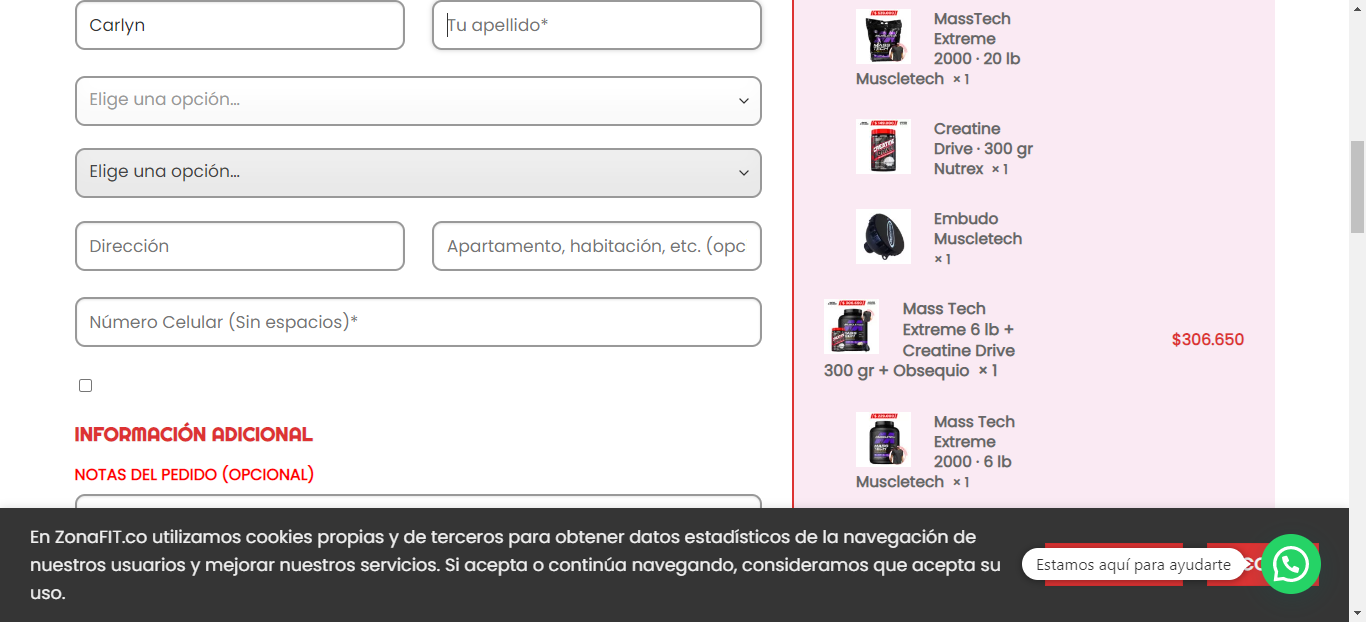 Carlyn
Tu apellido*
Elige una opción...
Elige una opción...
Dirección
Apartamento, habitación, etc. (opc
Número Celular (Sin espacios)*
INFORMACIÓN ADICIONAL
NOTAS DEL PEDIDO (OPCIONAL)
MassTech
Extreme
2000 · 20 lb
Muscletech × 1
Creatine
Drive · 300 gr
Nutrex × 1
Embudo
Muscletech
× 1
Mass Tech
Extreme 6 lb +
Creatine Drive
300 gr + Obsequio × 1
$306.650
Mass Tech
Extreme
2000 · 6 lb
Muscletech × 1
En ZonaFIT.co utilizamos cookies propias y de terceros para obtener datos estadísticos de la navegación de
nuestros usuarios y mejorar nuestros servicios. Si acepta o continúa navegando, consideramos que acepta su
uso.
Estamos aquí para ayudarte